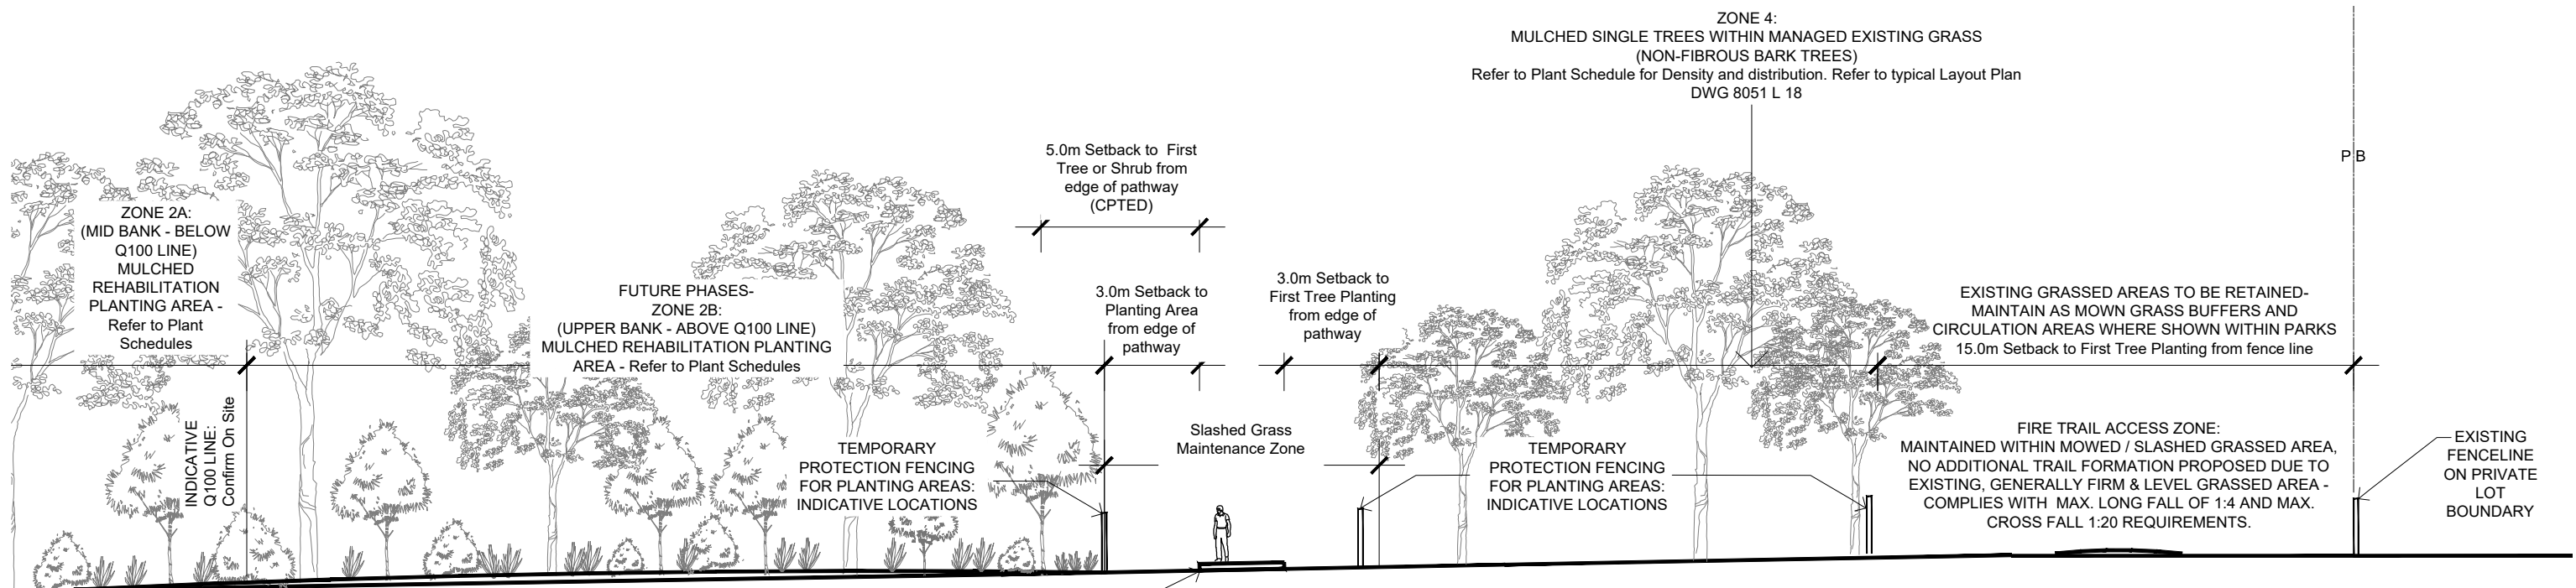 ZONE 4:
MULCHED SINGLE TREES WITHIN MANAGED EXISTING GRASS
(NON-FIBROUS BARK TREES)
Refer to Plant Schedule for Density and distribution. Refer to typical Layout Plan
DWG 8051 L 18
P B
5.0m Setback to First
Tree or Shrub from
edge of pathway
(CPTED)
ZONE 2A:
(MID BANK - BELOW
Q100 LINE)
MULCHED
REHABILITATION
PLANTING AREA -
Refer to Plant
Schedules
FUTURE PHASES-
ZONE 2B:
(UPPER BANK - ABOVE Q100 LINE)
MULCHED REHABILITATION PLANTING
AREA - Refer to Plant Schedules
3.0m Setback to
Planting Area
from edge of
pathway
3.0m Setback to
First Tree Planting
from edge of
pathway
EXISTING GRASSED AREAS TO BE RETAINED-
MAINTAIN AS MOWN GRASS BUFFERS AND
CIRCULATION AREAS WHERE SHOWN WITHIN PARKS
15.0m Setback to First Tree Planting from fence line
INDICATIVE
Q100 LINE:
Confirm On Site
TEMPORARY
PROTECTION FENCING
FOR PLANTING AREAS:
INDICATIVE LOCATIONS
Slashed Grass
Maintenance Zone
TEMPORARY
PROTECTION FENCING
FOR PLANTING AREAS:
INDICATIVE LOCATIONS
FIRE TRAIL ACCESS ZONE:
MAINTAINED WITHIN MOWED / SLASHED GRASSED AREA,
NO ADDITIONAL TRAIL FORMATION PROPOSED DUE TO
EXISTING, GENERALLY FIRM & LEVEL GRASSED AREA -
COMPLIES WITH MAX. LONG FALL OF 1:4 AND MAX.
CROSS FALL 1:20 REQUIREMENTS.
EXISTING
FENCELINE
ON PRIVATE
LOT
BOUNDARY